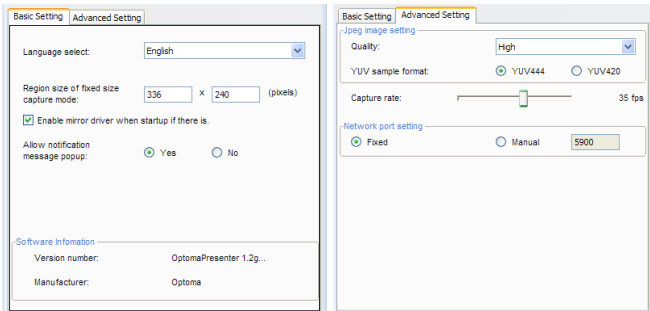 Basic Setting Advanced Setting
Language select: English
Region size of fixed size
capture mode: 336 x 240 (pixels)
Enable mirror driver when startup if there is.
Allow notification
message popup: Yes No
Software Infomation
Version number: OptomaPresenter 1.2g...
Manufacturer: Optoma
Basic Setting Advanced Setting
Jpeg image setting
Quality: High
YUV sample format: YUV444 YUV420
Capture rate: 35 fps
Network port setting
Fixed Manual 5900